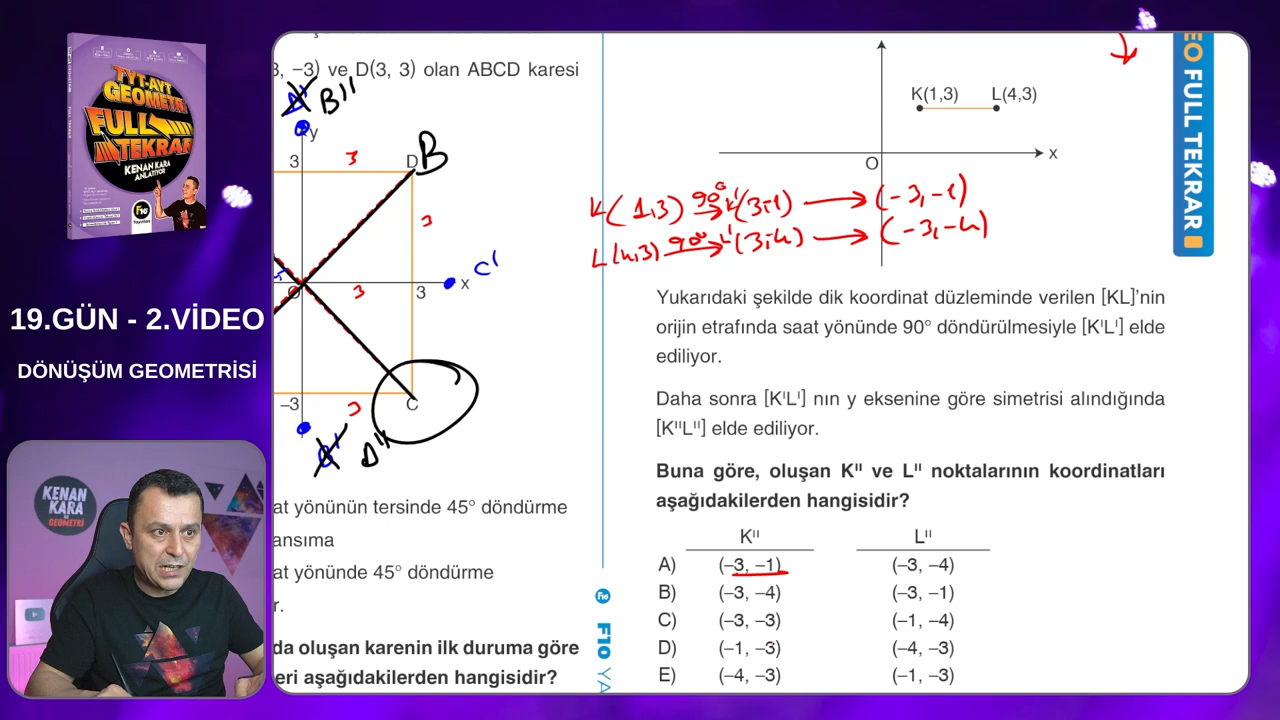 TYT-AYT
GEOMETRİ
FULL
TEKRAR
KENAN KARA
ANLATIYOR
F10
19.GÜN - 2.VİDEO
DÖNÜŞÜM GEOMETRİSİ
KENAN
KARA
GEOMETRİ
, −3) ve D(3, 3) olan ABCD karesi
B''
y
3
3
D
B
3
C'
O
3
3
x
−3
3
C
D''
at yönünün tersinde 45° döndürme
ansıma
at yönünde 45° döndürme
r.
da oluşan karenin ilk duruma göre
eri aşağıdakilerden hangisidir?
F10 YA
EO FULL TEKRAR
K(1,3)
L(4,3)
O
x
K(1,3) 90° K'(3,-1) → (-3,-1)
L(4,3) 90° L'(3,-4) → (-3,-4)
Yukarıdaki şekilde dik koordinat düzleminde verilen [KL]'nin
orijin etrafında saat yönünde 90° döndürülmesiyle [KᴵLᴵ] elde
ediliyor.
Daha sonra [KᴵLᴵ] nın y eksenine göre simetrisi alındığında
[KᴵᴵLᴵᴵ] elde ediliyor.
Buna göre, oluşan Kᴵᴵ ve Lᴵᴵ noktalarının koordinatları
aşağıdakilerden hangisidir?
Kᴵᴵ Lᴵᴵ
A) (−3, −1) (−3, −4)
B) (−3, −4) (−3, −1)
C) (−3, −3) (−1, −4)
D) (−1, −3) (−4, −3)
E) (−4, −3) (−1, −3)